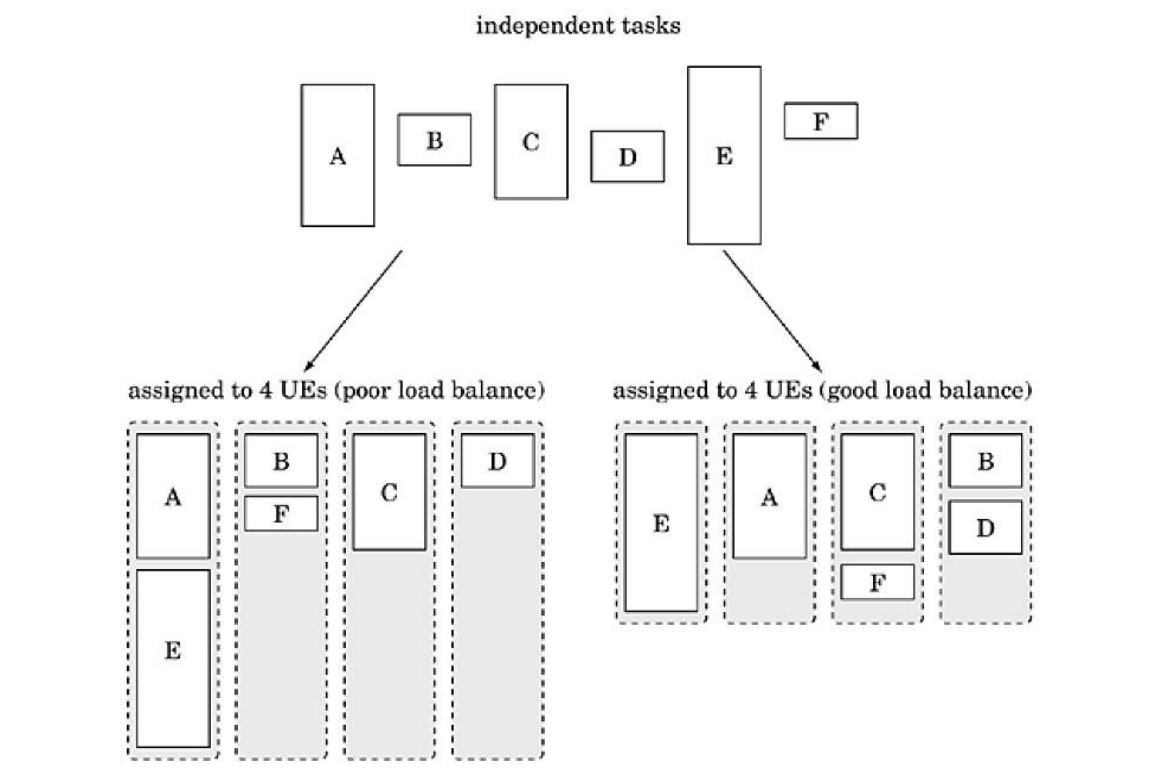 independent tasks
A B C D E F
assigned to 4 UEs (poor load balance)
A B C D
F
E
assigned to 4 UEs (good load balance)
E A C B
F D